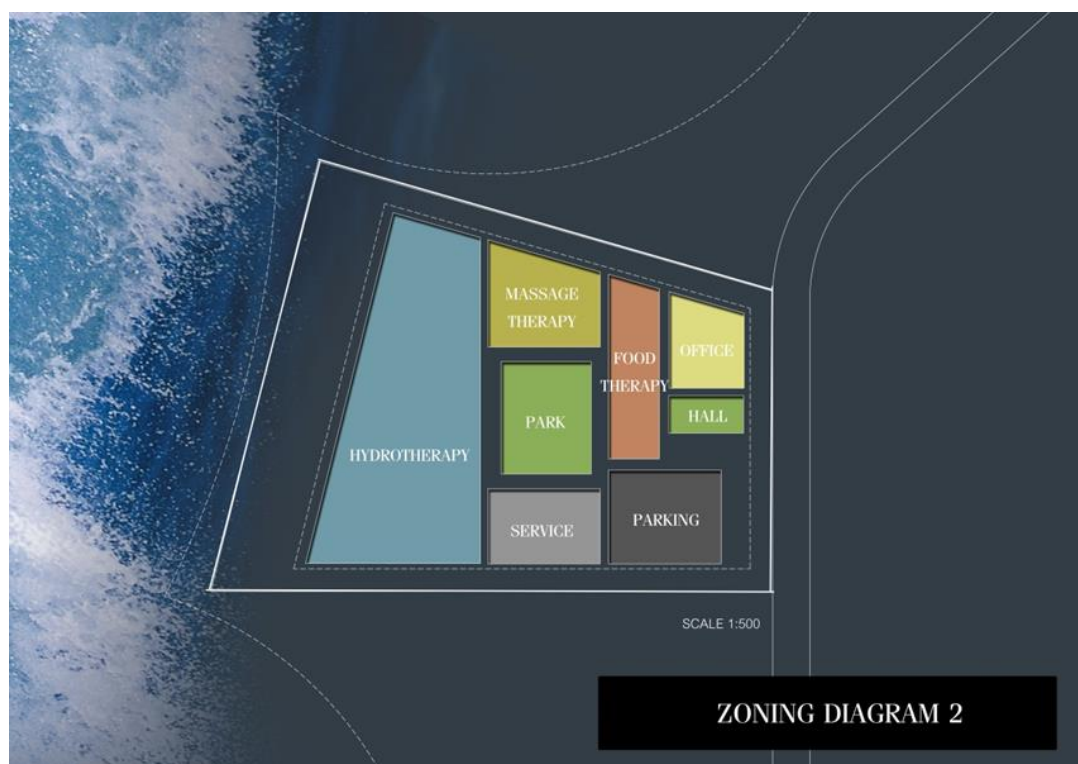 MASSAGE
THERAPY
FOOD
THERAPY
OFFICE
HALL
PARK
HYDROTHERAPY
SERVICE
PARKING
SCALE 1:500
ZONING DIAGRAM 2